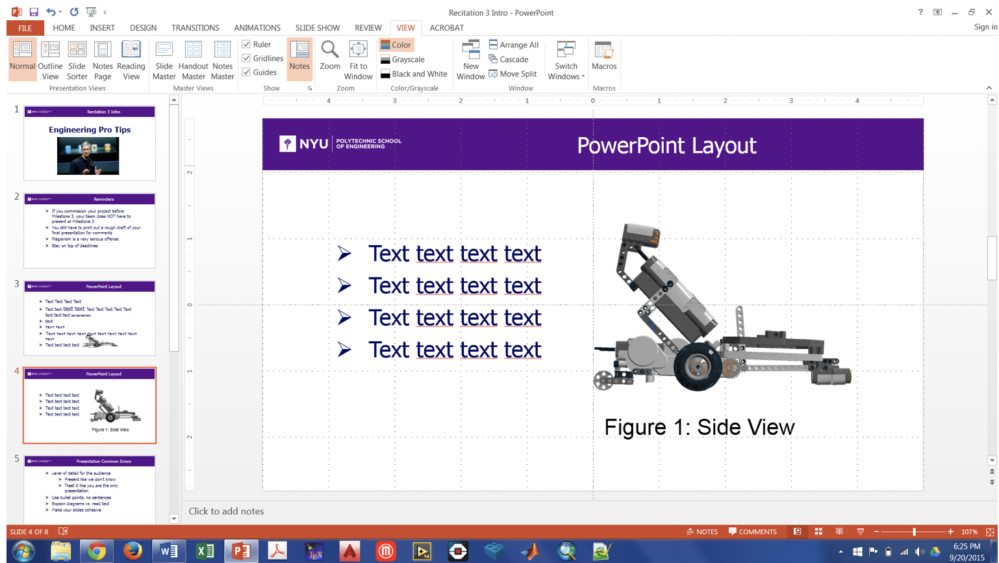 Recitation 3 Intro - PowerPoint
FILE HOME INSERT DESIGN TRANSITIONS ANIMATIONS SLIDE SHOW REVIEW VIEW ACROBAT
Sign in
Normal
Outline View
Slide Sorter
Notes Page
Reading View
Presentation Views
Slide Master
Handout Master
Notes Master
Master Views
Ruler
Gridlines
Guides
Show
Notes
Zoom
Fit to Window
Zoom
Color
Grayscale
Black and White
Color/Grayscale
New Window
Arrange All
Cascade
Move Split
Window
Switch Windows
Macros
Macros
4 3 2 1 0 1 2 3 4
2
1
0
1
2
1
Recitation 3 Intro
Engineering Pro Tips
2
Reminders
If you commission your project before
Milestone 3, your team does NOT have to
present at Milestone 3
You still have to print out a rough draft of your
final presentation for comments
Plagiarism is a very serious offense
Stay on top of deadlines
3
PowerPoint Layout
Text Text Text Text
Text text text text Text Text Text Text Text
text text text
text
text text
Text text text text text text text text text
text
Text text text text
4
PowerPoint Layout
Text text text text
Text text text text
Text text text text
Text text text text
Figure 1: Side View
5
Presentation Common Errors
Level of detail for the audience
Present like we don't know
Treat it like you are the only
presentation
Use bullet points, no sentences
Explain diagrams vs. read text
Make your slides cohesive
NYU POLYTECHNIC SCHOOL
OF ENGINEERING
PowerPoint Layout
Text text text text
Text text text text
Text text text text
Text text text text
Figure 1: Side View
Click to add notes
SLIDE 4 OF 8
NOTES COMMENTS 107%
6:25 PM
9/20/2015